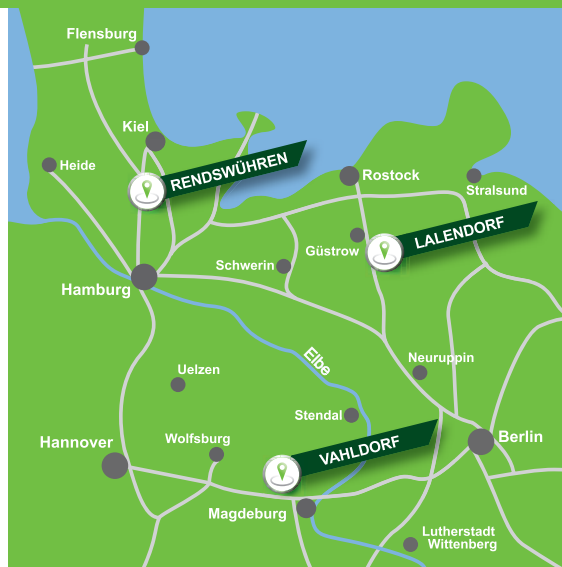 Flensburg
Kiel
Heide
RENDSWÜHREN
Rostock
Stralsund
LALENDORF
Güstrow
Schwerin
Hamburg
Elbe
Neuruppin
Uelzen
Stendal
Hannover
Wolfsburg
VAHLDORF
Berlin
Magdeburg
Lutherstadt
Wittenberg